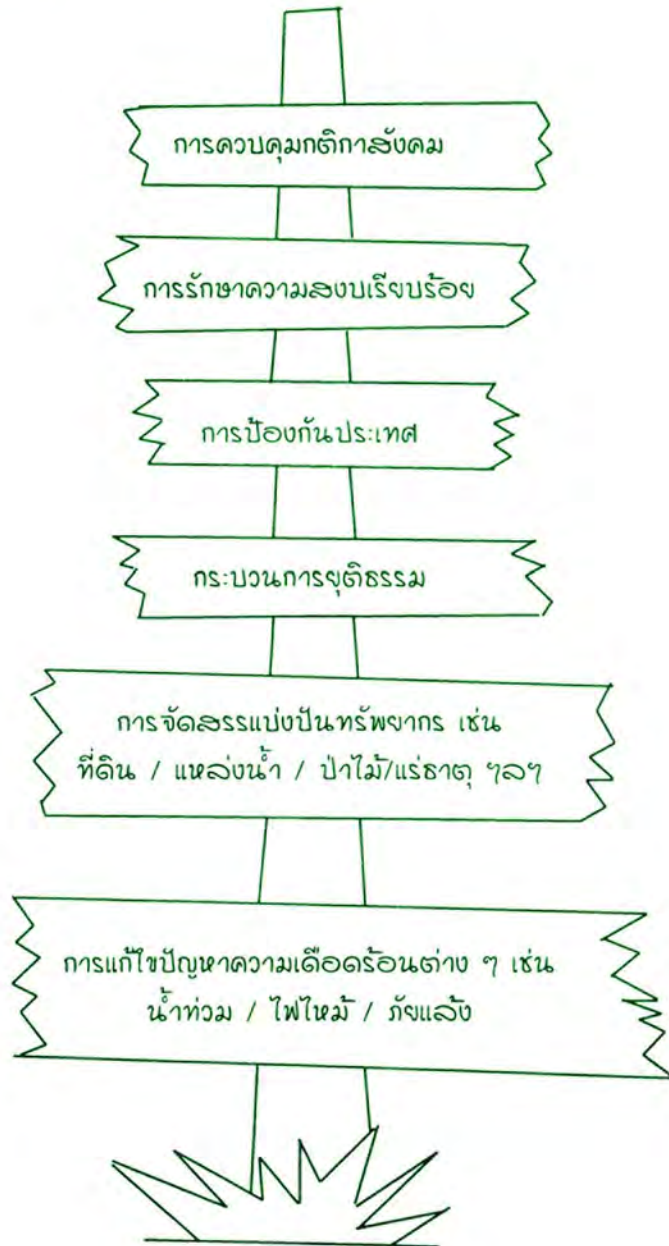 การควบคุมกติกาสังคม
การรักษาความสงบเรียบร้อย
การป้องกันประเทศ
กระบวนการยุติธรรม
การจัดสรรแบ่งปันทรัพยากร เช่น
ที่ดิน / แหล่งน้ำ / ป่าไม้/แร่ธาตุ ฯลฯ
การแก้ไขปัญหาความเดือดร้อนต่าง ๆ เช่น
น้ำท่วม / ไฟไหม้ / ภัยแล้ง